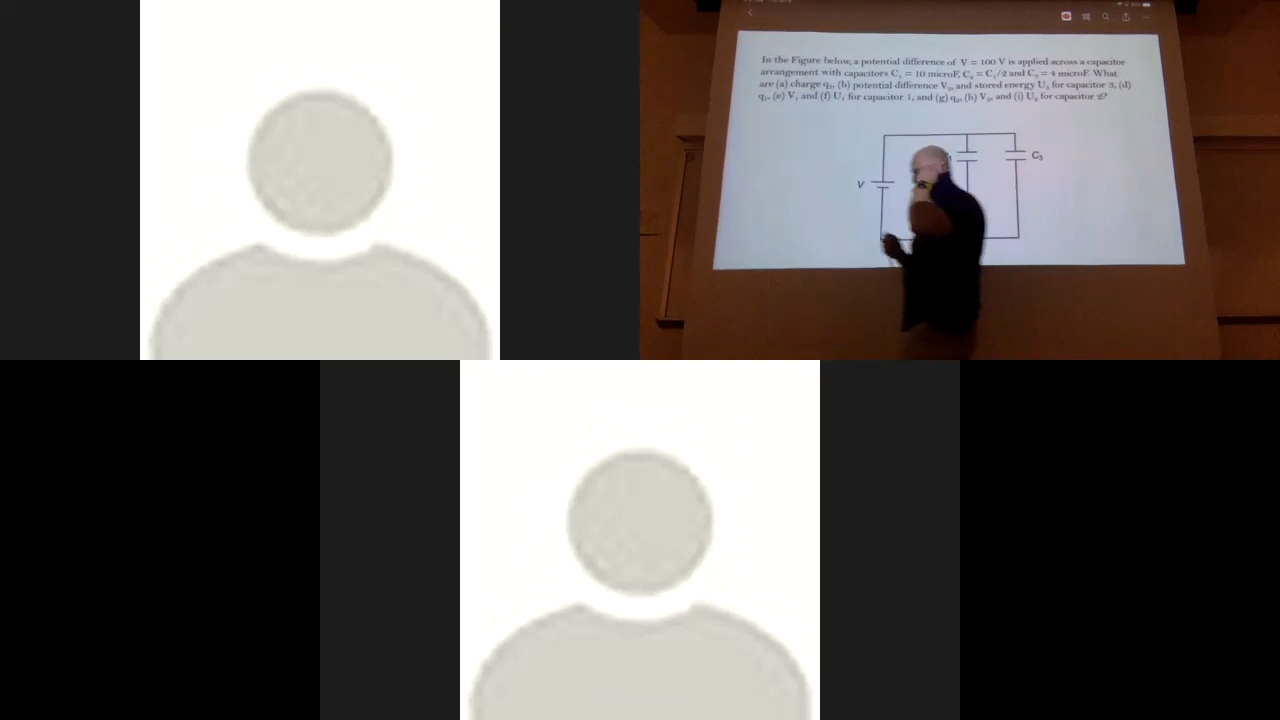 In the Figure below, a potential difference of V = 100 V is applied across a capacitor
arrangement with capacitors C₁ = 10 microF, C₂ = C₁/2 and C₃ = 4 microF. What
are (a) charge q₃, (b) potential difference V₃, and stored energy U₃ for capacitor 3, (d)
q₁, (e) V₁ and (f) U₁ for capacitor 1, and (g) q₂, (h) V₂, and (i) U₂ for capacitor 2?
C₃
V